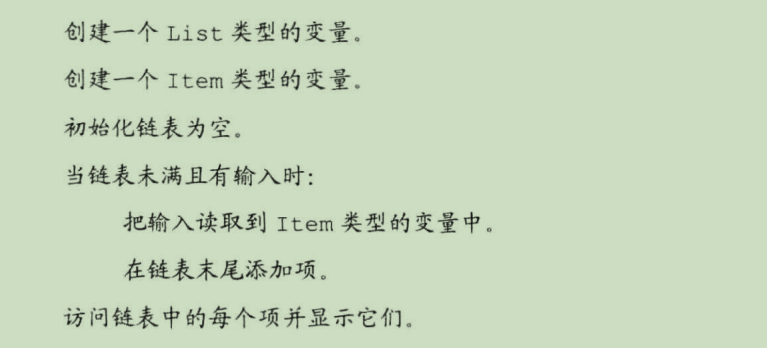 创建一个 List 类型的变量。
创建一个 Item 类型的变量。
初始化链表为空。
当链表未满且有输入时:
把输入读取到 Item 类型的变量中。
在链表末尾添加项。
访问链表中的每个项并显示它们。